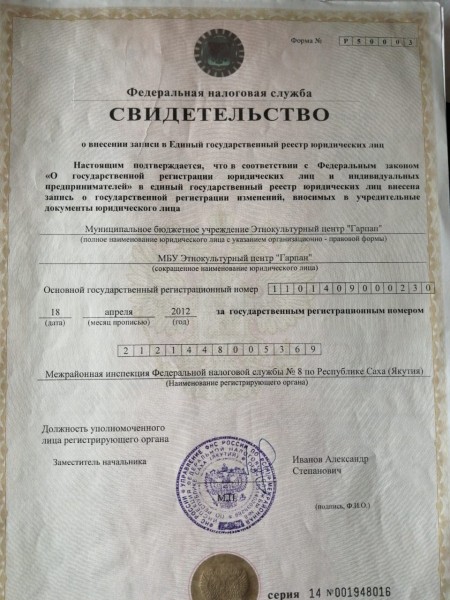 Форма № Р50003
Федеральная налоговая служба
СВИДЕТЕЛЬСТВО
о внесении записи в Единый государственный реестр юридических лиц
Настоящим подтверждается, что в соответствии с Федеральным законом
«О государственной регистрации юридических лиц и индивидуальных
предпринимателей» в единый государственный реестр юридических лиц внесена
запись о государственной регистрации изменений, вносимых в учредительные
документы юридического лица
Муниципальное бюджетное учреждение Этнокультурный центр "Гарпан"
(полное наименование юридического лица с указанием организационно - правовой формы)
МБУ Этнокультурный центр "Гарпан"
(сокращенное наименование юридического лица)
Основной государственный регистрационный номер 1101409000230
18 апреля 2012 за государственным регистрационным номером
(дата) (месяц прописью) (год)
2121448005369
Межрайонная инспекция Федеральной налоговой службы № 8 по Республике Саха (Якутия)
(Наименование регистрирующего органа)
Должность уполномоченного
лица регистрирующего органа
Заместитель начальника
Иванов Александр
Степанович
М.П.
(подпись, Ф.И.О.)
серия 14 №001948016